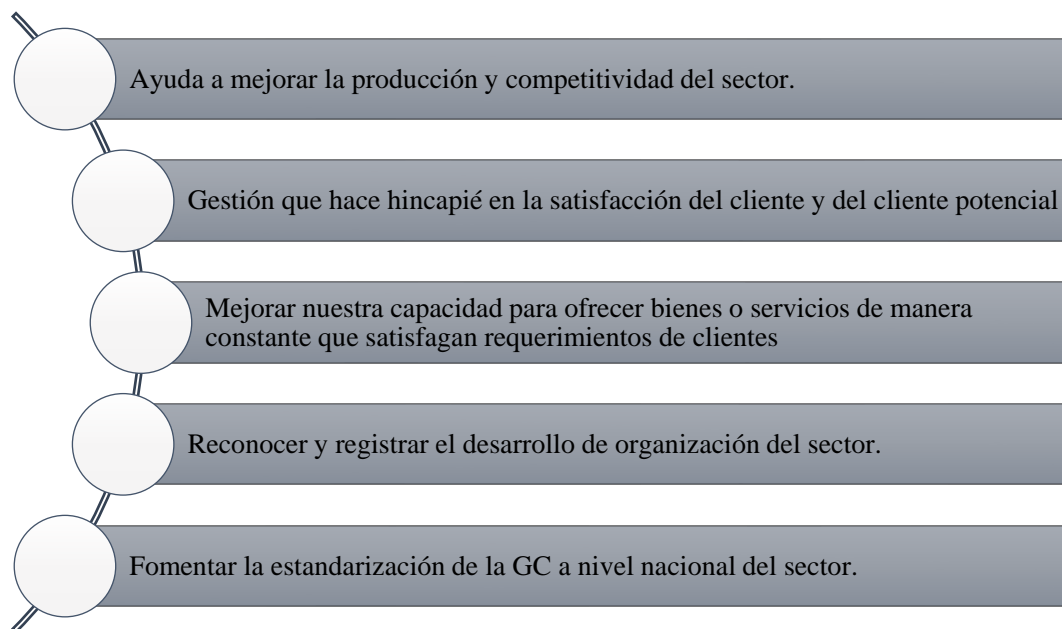 Ayuda a mejorar la producción y competitividad del sector.
Gestión que hace hincapié en la satisfacción del cliente y del cliente potencial
Mejorar nuestra capacidad para ofrecer bienes o servicios de manera
constante que satisfagan requerimientos de clientes
Reconocer y registrar el desarrollo de organización del sector.
Fomentar la estandarización de la GC a nivel nacional del sector.